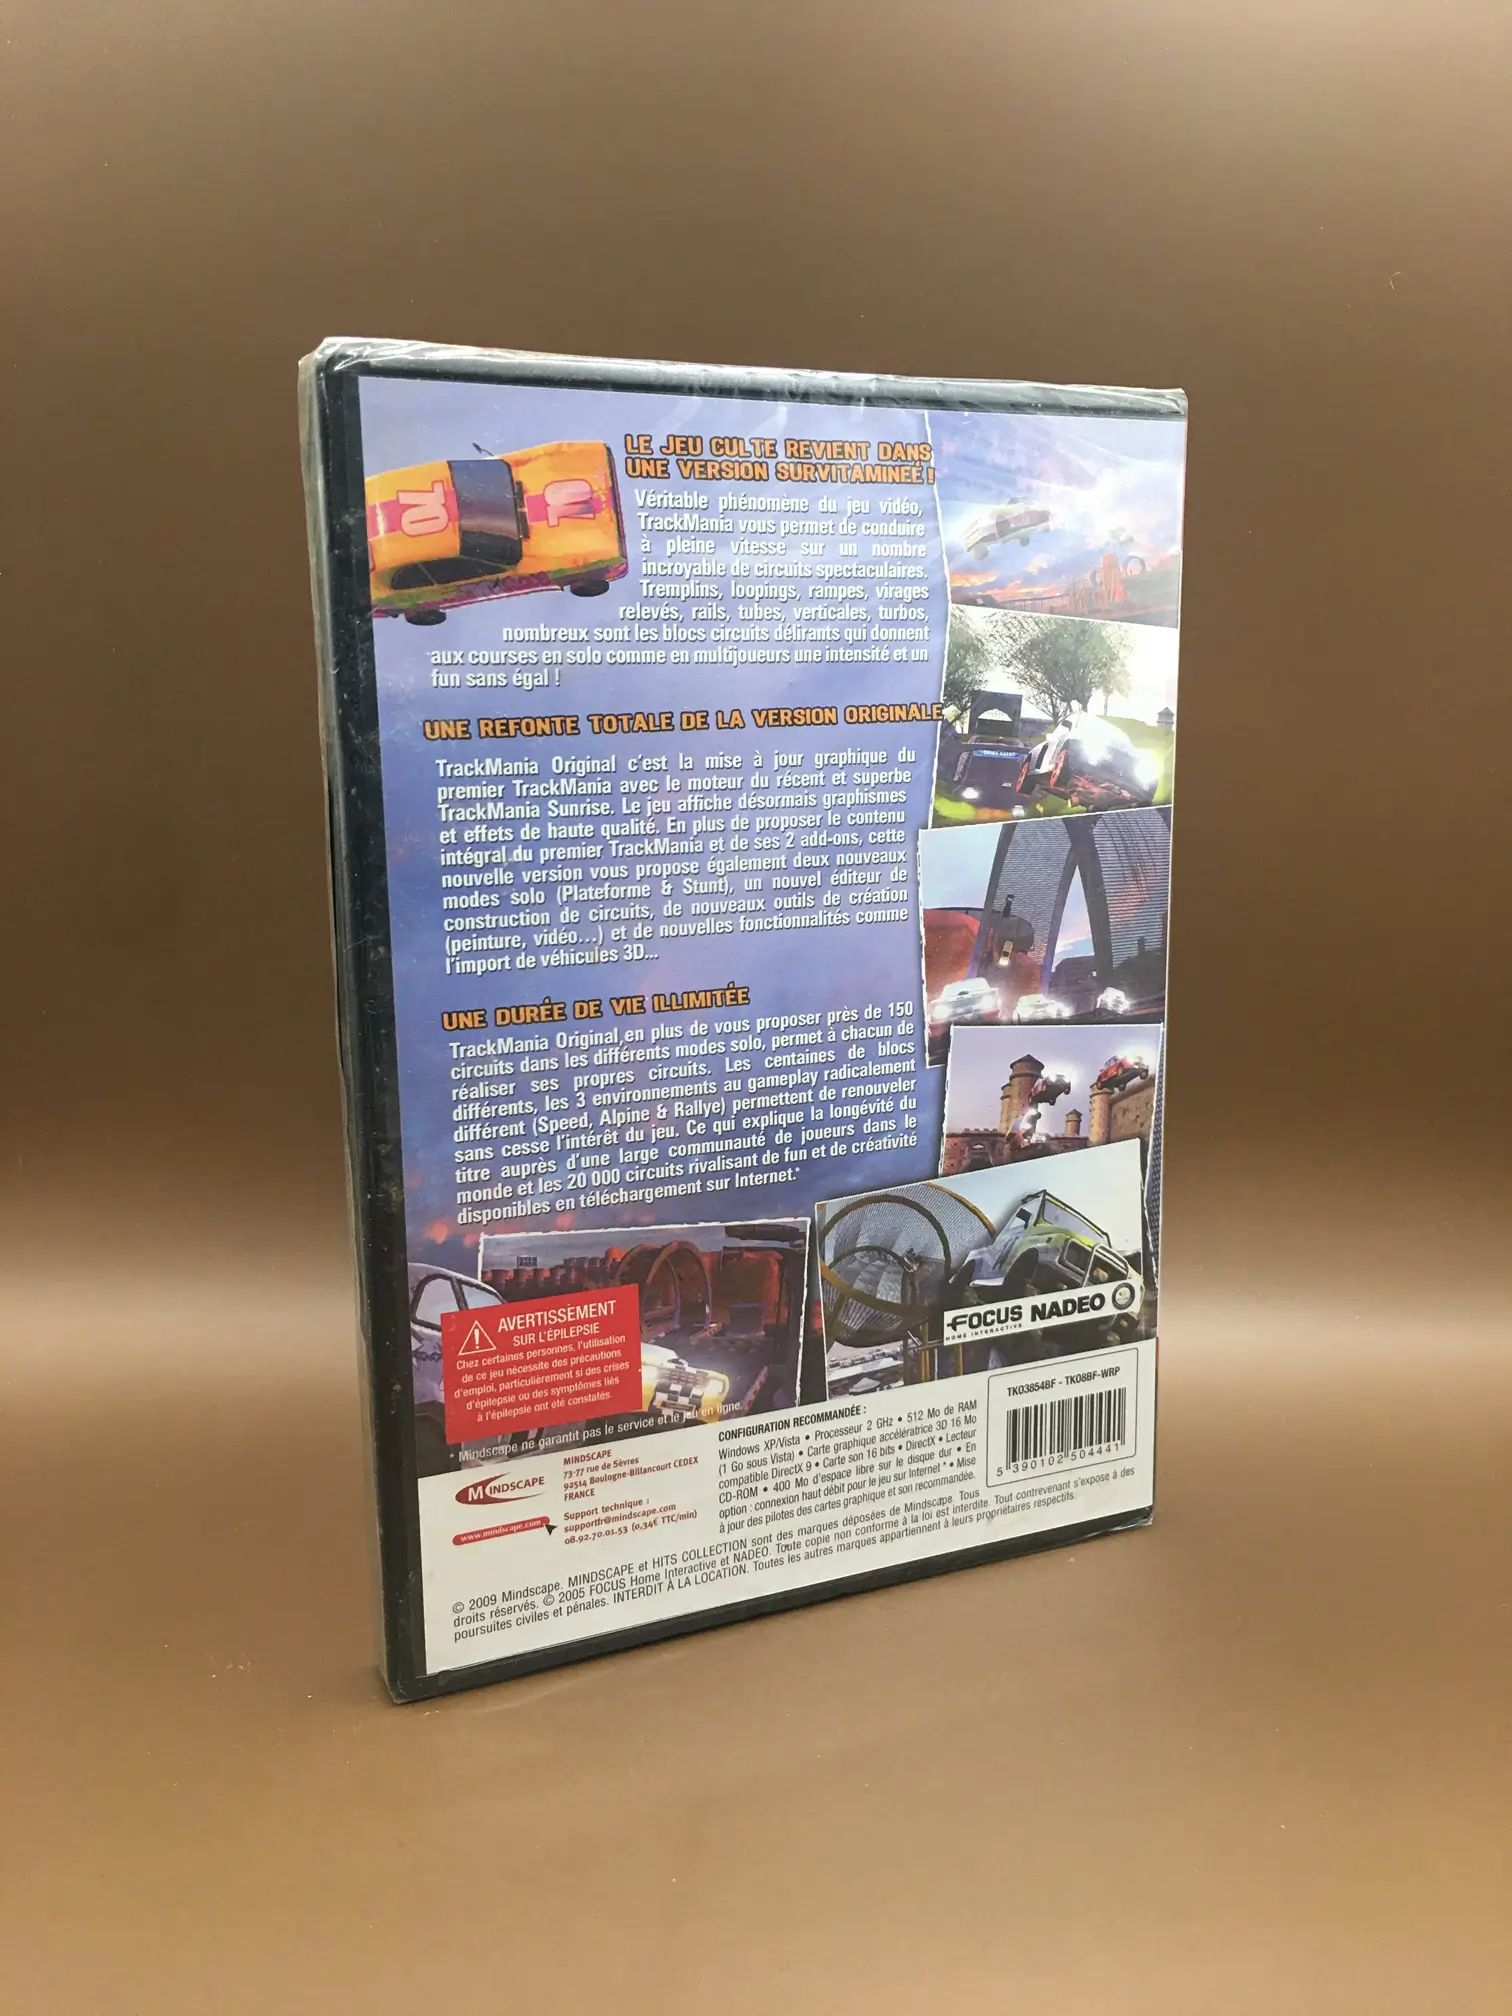 LE JEU CULTE REVIENT DANS
UNE VERSION SURVITAMINEÉ !
Véritable phénomène du jeu vidéo,
TrackMania vous permet de conduire
à pleine vitesse sur un nombre
incroyable de circuits spectaculaires.
Tremplins, loopings, rampes, virages
relevés, rails, tubes, verticales, turbos,
nombreux sont les blocs circuits délirants qui donnent
aux courses en solo comme en multijoueurs une intensité et un
fun sans égal !
UNE REFONTE TOTALE DE LA VERSION ORIGINALE
TrackMania Original c'est la mise à jour graphique du
premier TrackMania avec le moteur du récent et superbe
TrackMania Sunrise. Le jeu affiche désormais graphismes
et effets de haute qualité. En plus de proposer le contenu
intégral du premier TrackMania et de ses 2 add-ons, cette
nouvelle version vous propose également deux nouveaux
modes solo (Plateforme & Stunt), un nouvel éditeur de
construction de circuits, de nouveaux outils de création
(peinture, vidéo...) et de nouvelles fonctionnalités comme
l'import de véhicules 3D...
UNE DURÉE DE VIE ILLIMITÉE
TrackMania Original, en plus de vous proposer près de 150
circuits dans les différents modes solo, permet à chacun de
réaliser ses propres circuits. Les centaines de blocs
différents, les 3 environnements au gameplay radicalement
différent (Speed, Alpine & Rallye) permettent de renouveler
sans cesse l'intérêt du jeu. Ce qui explique la longévité du
titre auprès d'une large communauté de joueurs dans le
monde et les 20 000 circuits rivalisant de fun et de créativité
disponibles en téléchargement sur Internet.*
AVERTISSEMENT
SUR L'ÉPILEPSIE
Chez certaines personnes, l'utilisation
de ce jeu nécessite des précautions
d'emploi, particulièrement si des crises
d'épilepsie ou des symptômes liés
à l'épilepsie ont été constatés.
FOCUS
HOME INTERACTIVE
NADEO
* Mindscape ne garantit pas le service et le jeu en ligne.
MINDSCAPE
www.mindscape.com
MINDSCAPE
73-77 rue de Sèvres
92514 Boulogne-Billancourt CEDEX
FRANCE
Support technique :
supportfr@mindscape.com
08.92.70.01.53 (0,34€ TTC/min)
CONFIGURATION RECOMMANDÉE :
Windows XP/Vista • Processeur 2 GHz • 512 Mo de RAM
(1 Go sous Vista) • Carte graphique accélératrice 3D 16 Mo
compatible DirectX 9 • Carte son 16 bits • DirectX • Lecteur
CD-ROM • 400 Mo d'espace libre sur le disque dur • En
option : connexion haut débit pour le jeu sur Internet * • Mise
à jour des pilotes des cartes graphique et son recommandée.
TK03854BF - TK08BF-WRP
5 390102 504441
© 2009 Mindscape. MINDSCAPE et HITS COLLECTION sont des marques déposées de Mindscape. Tous
droits réservés. © 2005 FOCUS Home Interactive et NADEO. Toute copie non conforme à la loi est interdite. Tout contrevenant s'expose à des
poursuites civiles et pénales. INTERDIT À LA LOCATION. Toutes les autres marques appartiennent à leurs propriétaires respectifs.